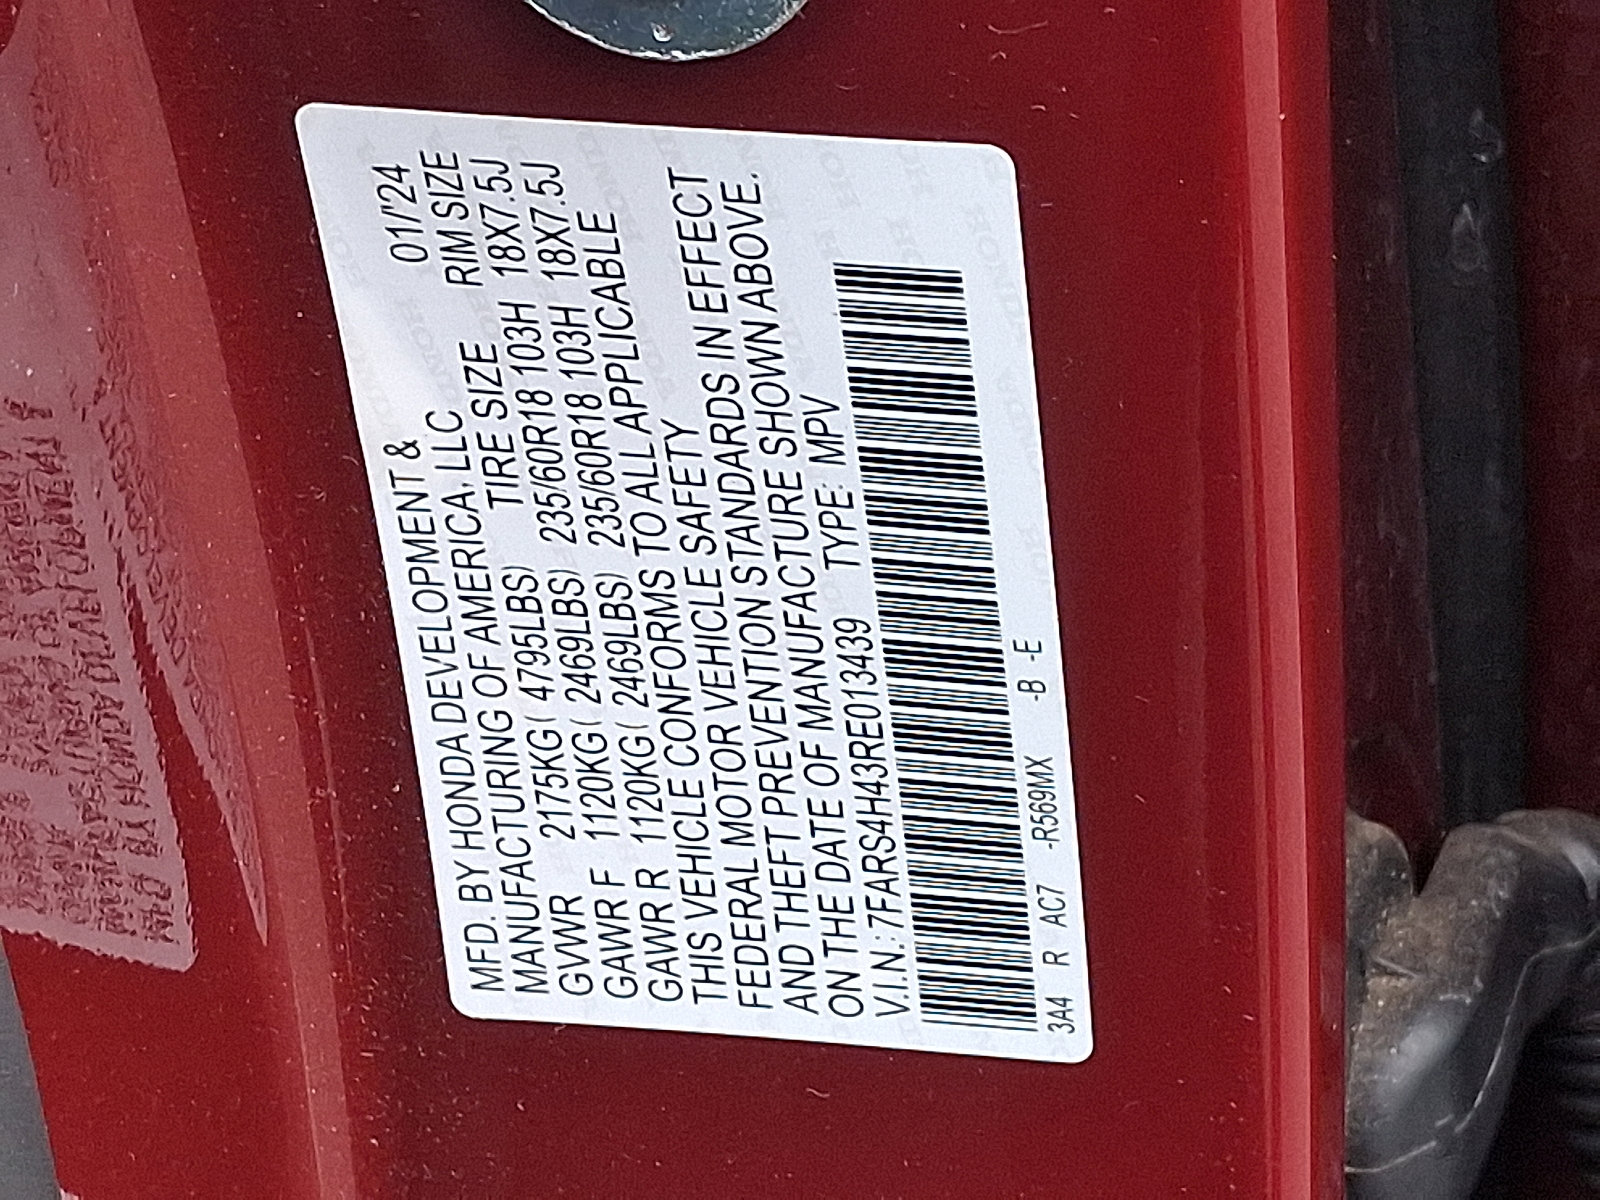 MFD. BY HONDA DEVELOPMENT & 01/'24
MANUFACTURING OF AMERICA, LLC RIM SIZE
GVWR 2175KG ( 4795LBS) TIRE SIZE 18X7.5J
GAWR F 1120KG ( 2469LBS) 235/60R18 103H 18X7.5J
GAWR R 1120KG ( 2469LBS) 235/60R18 103H
THIS VEHICLE CONFORMS TO ALL APPLICABLE
FEDERAL MOTOR VEHICLE SAFETY
AND THEFT PREVENTION STANDARDS IN EFFECT
ON THE DATE OF MANUFACTURE SHOWN ABOVE.
V.I.N.: 7FARS4H43RE013439 TYPE: MPV
3A4 R AC7 -R569MX -B -E